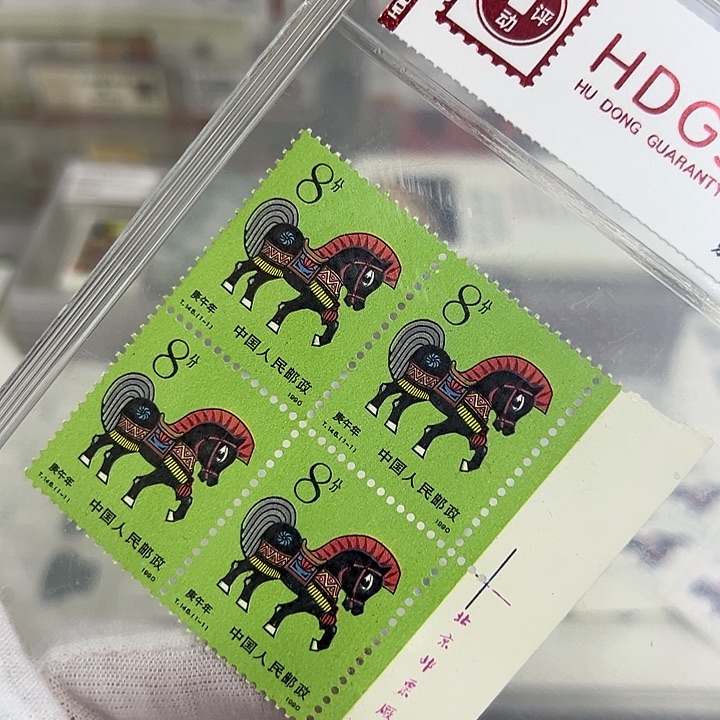 评
动
HDGS
HU DONG GUARANTY
8分
庚午年
T.146.(1-1)
中国人民邮政
1990
8分
庚午年
T.146.(1-1)
中国人民邮政
1990
8分
庚午年
T.146.(1-1)
中国人民邮政
1990
8分
庚午年
T.146.(1-1)
中国人民邮政
1990
北京邮票厂